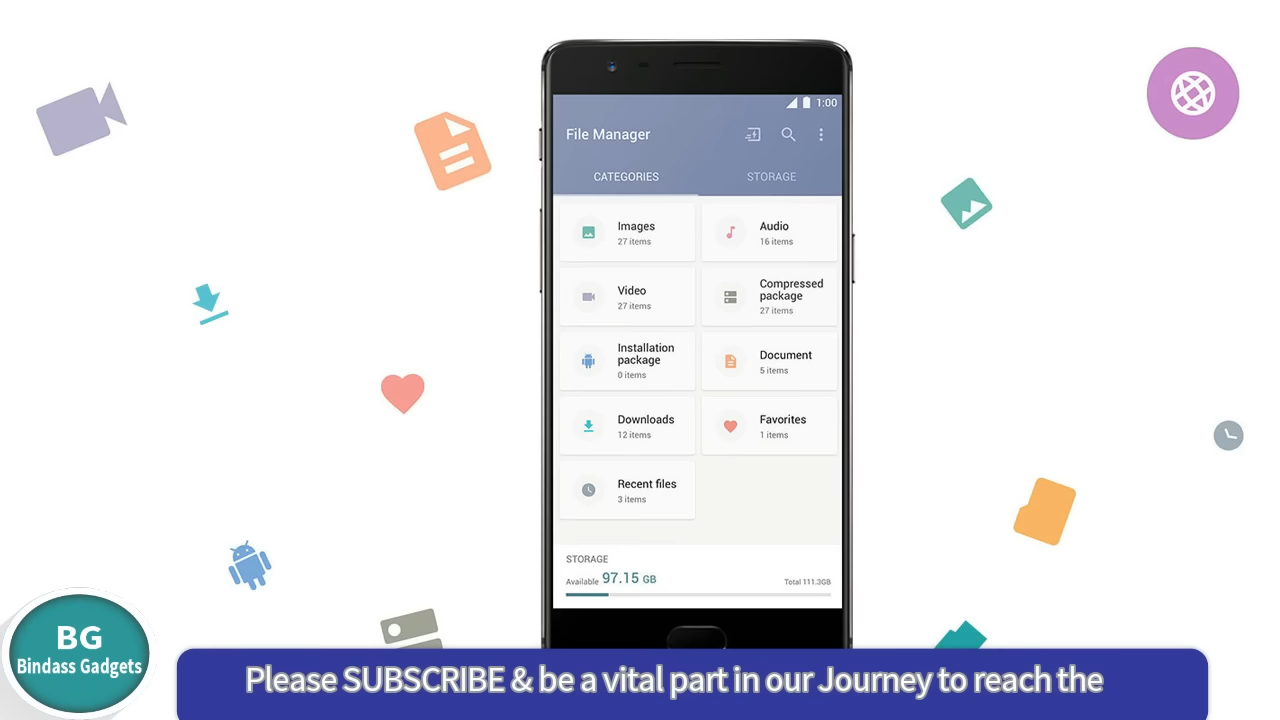 1:00
File Manager
CATEGORIES
STORAGE
Images
27 items
Audio
16 items
Video
27 items
Compressed
package
27 items
Installation
package
0 items
Document
5 items
Downloads
12 items
Favorites
1 items
Recent files
3 items
STORAGE
Available 97.15 GB
Total 111.3GB
BG
Bindass Gadgets
Please SUBSCRIBE & be a vital part in our Journey to reach the